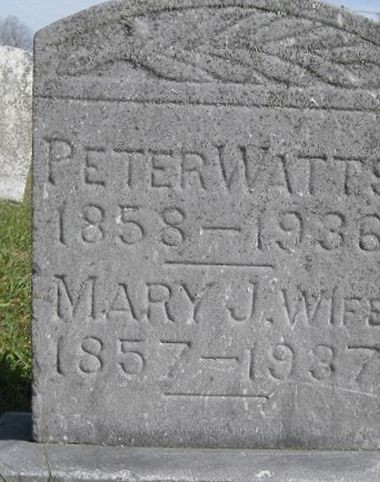 PETER WATTS
1858–1936
MARY J. WIFE
1857–1937